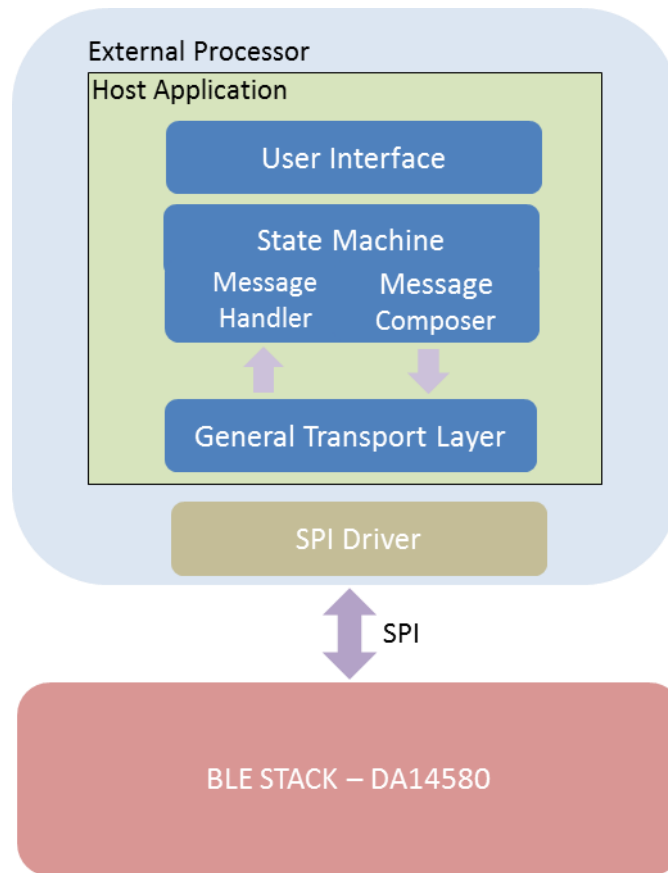 External Processor
Host Application
User Interface
State Machine
Message
Handler
Message
Composer
General Transport Layer
SPI Driver
SPI
BLE STACK – DA14580